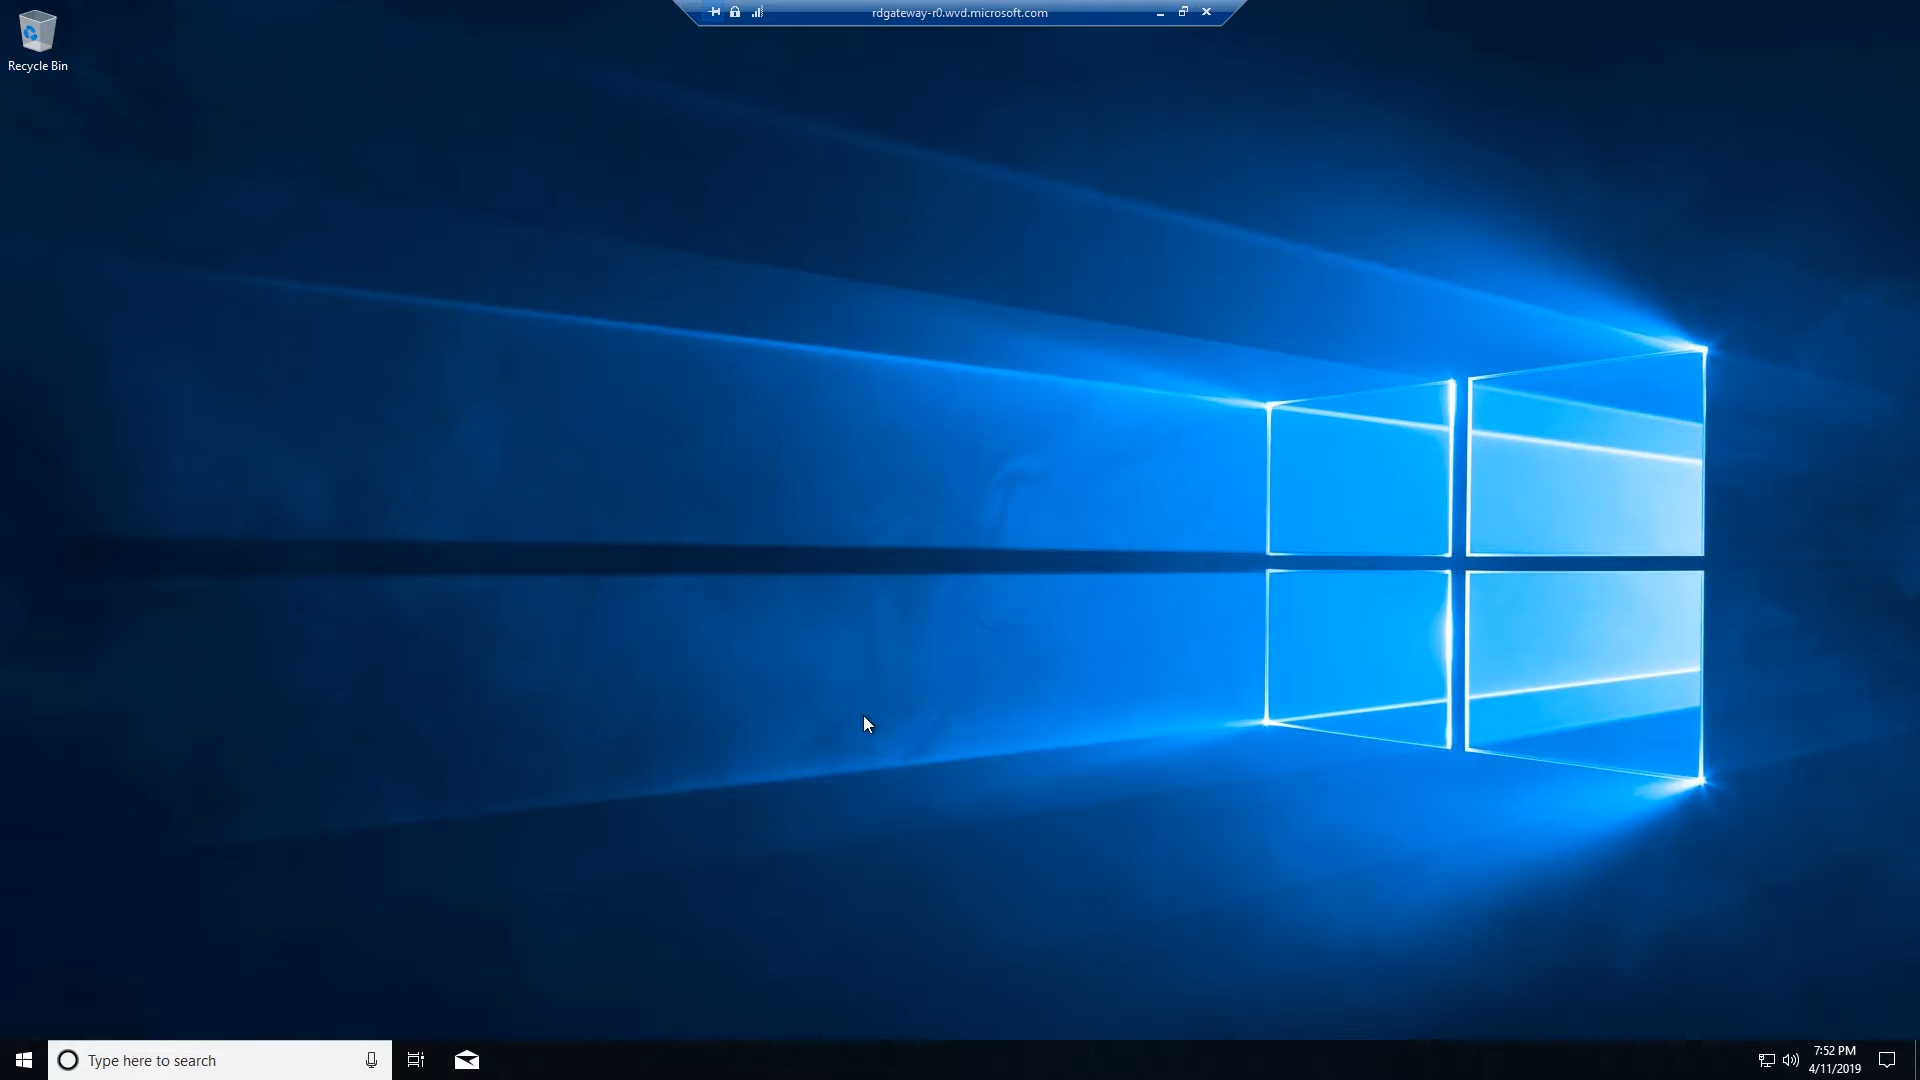 rdgateway-r0.wvd.microsoft.com
Recycle Bin
Type here to search
7:52 PM
4/11/2019